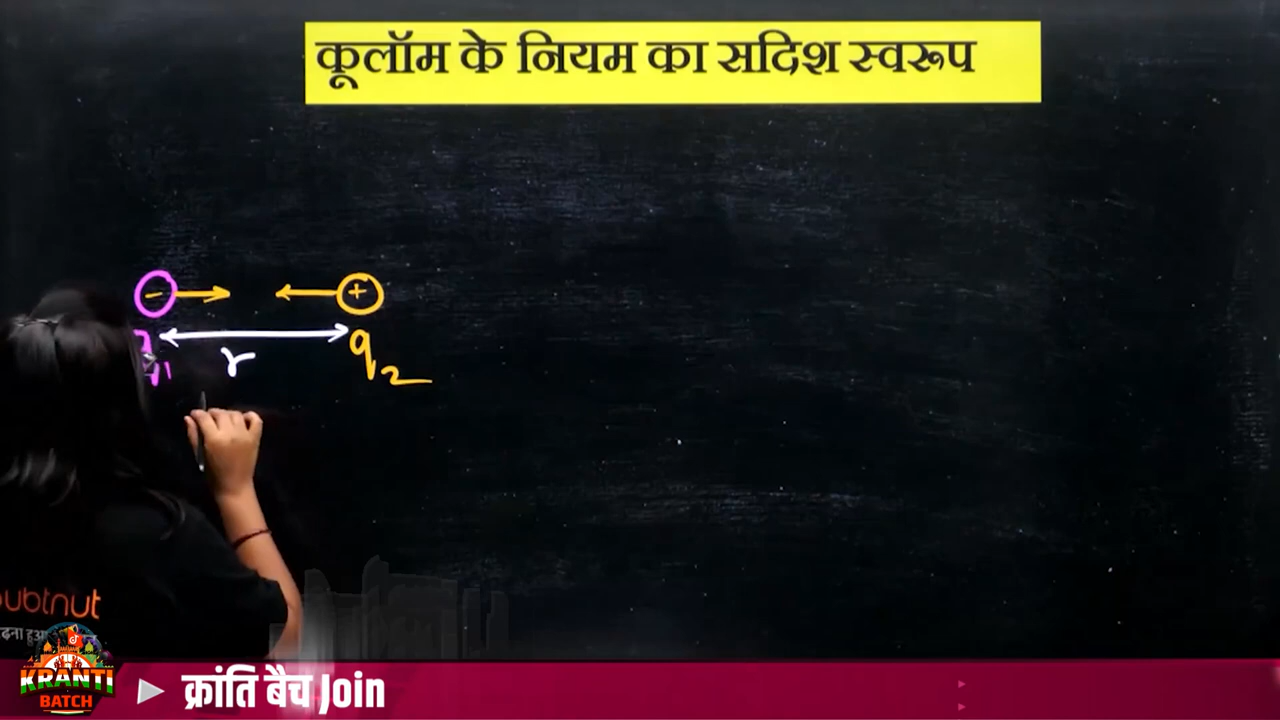 कूलॉम के नियम का सदिश स्वरूप
- +
r
q1 q2
KRANTI
BATCH
क्रांति बैच Join